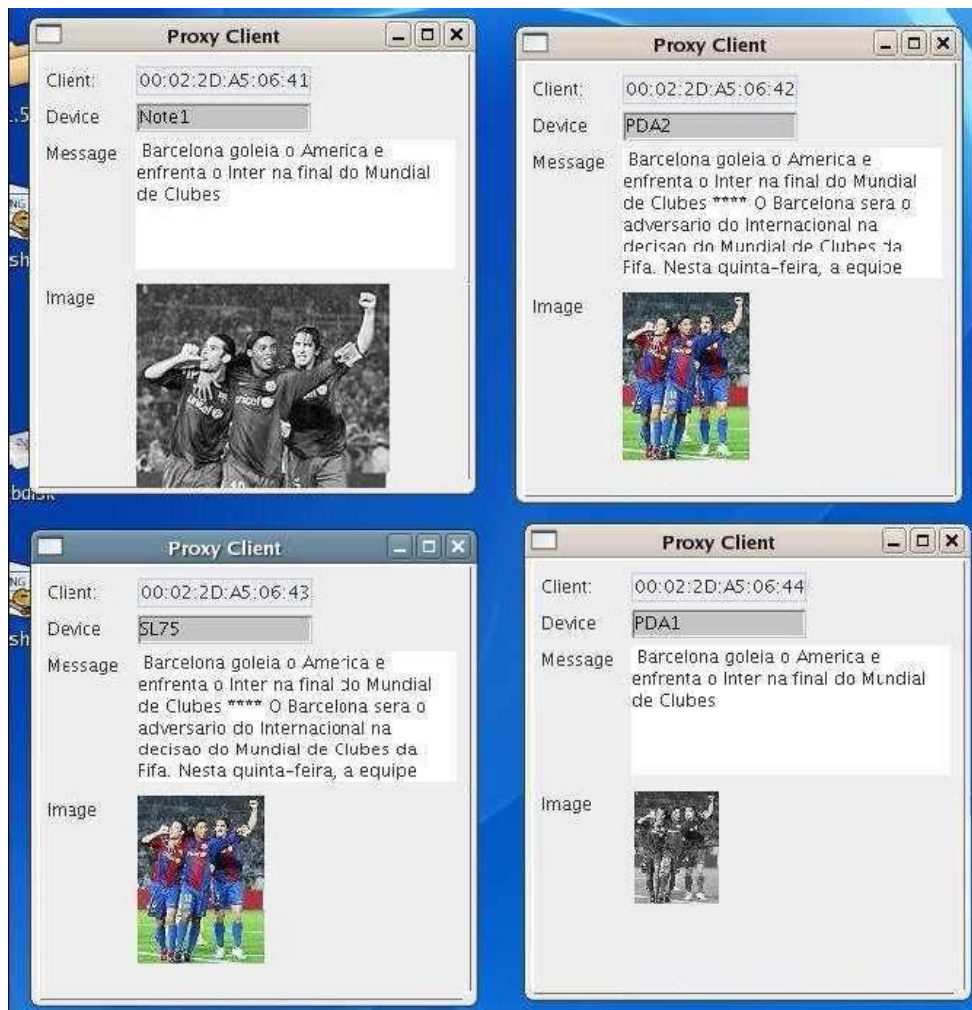 Proxy Client
Client: 00:02:2D:A5:06:41
Device Note1
Message Barcelona goleia o America e
enfrenta o Inter na final do Mundial
de Clubes
Image
unicef
Proxy Client
Client: 00:02:2D:A5:06:42
Device PDA2
Message Barcelona goleia o America e
enfrenta o Inter na final do Mundial
de Clubes **** O Barcelona sera o
adversario do Internacional na
decisao do Mundial de Clubes da
Fifa. Nesta quinta-feira, a equipe
Image
Proxy Client
Client: 00:02:2D:A5:06:43
Device SL75
Message Barcelona goleia o America e
enfrenta o Inter na final do Mundial
de Clubes **** O Barcelona sera o
adversario do Internacional na
decisao do Mundial de Clubes da
Fifa. Nesta quinta-feira, a equipe
Image
Proxy Client
Client: 00:02:2D:A5:06:44
Device PDA1
Message Barcelona goleia o America e
enfrenta o Inter na final do Mundial
de Clubes
Image